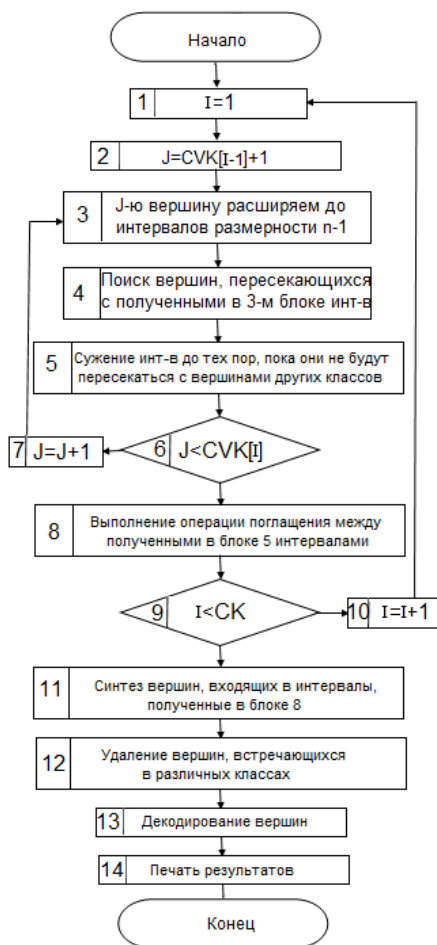 Начало
1 I=1
2 J=CVK[I-1]+1
3 J-ю вершину расширяем до
интервалов размерности n-1
4 Поиск вершин, пересекающихся
с полученными в 3-м блоке инт-в
5 Сужение инт-в до тех пор, пока они не будут
пересекаться с вершинами других классов
7 J=J+1
6 J<CVK[I]
8 Выполнение операции поглащения между
полученными в блоке 5 интервалами
9 I<CK
10 I=I+1
11 Синтез вершин, входящих в интервалы,
полученные в блоке 8
12 Удаление вершин, встречающихся
в различных классах
13 Декодирование вершин
14 Печать результатов
Конец